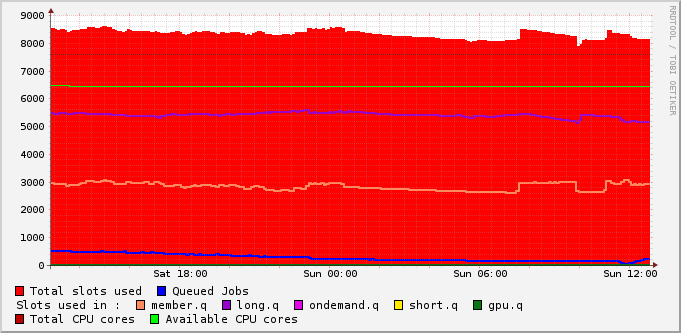 9000
8000
7000
6000
5000
4000
3000
2000
1000
0
Sat 18:00 Sun 00:00 Sun 06:00 Sun 12:00
RRDTOOL / TOBI OETIKER
Total slots used Queued Jobs
Slots used in : member.q long.q ondemand.q short.q gpu.q
Total CPU cores Available CPU cores